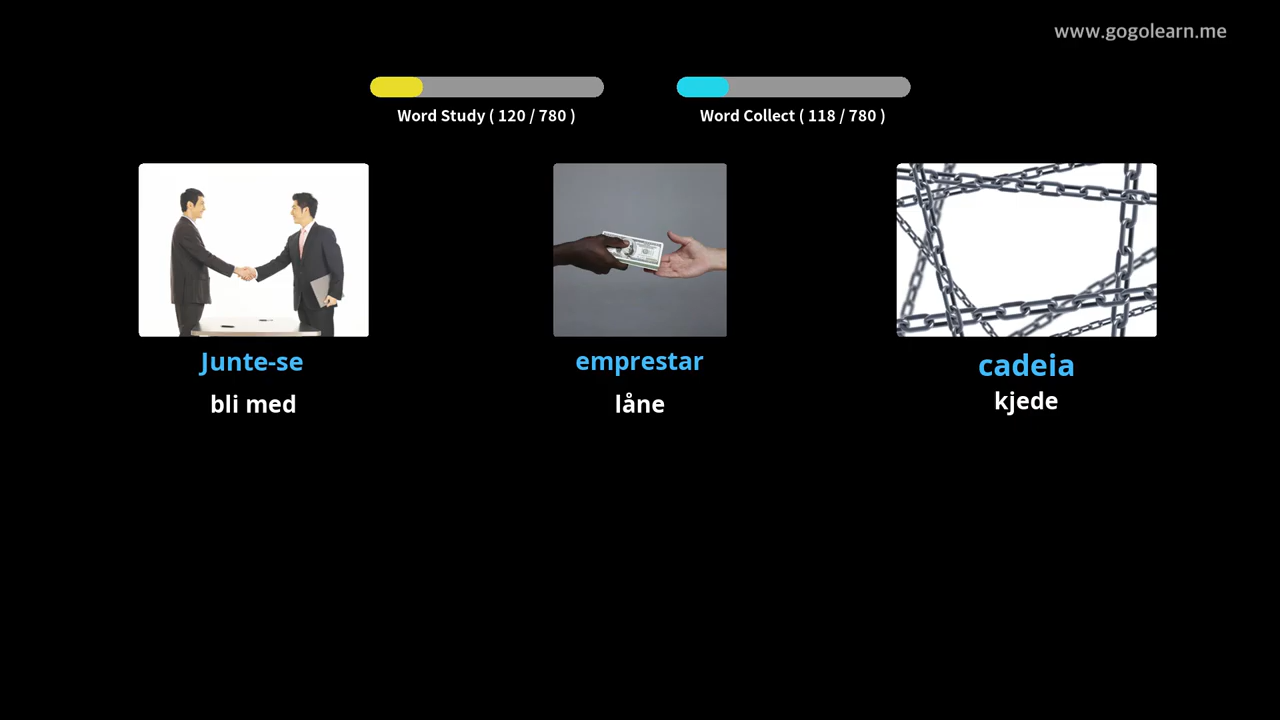 www.gogolearn.me
Word Study ( 120 / 780 )
Word Collect ( 118 / 780 )
Junte-se
bli med
emprestar
låne
cadeia
kjede